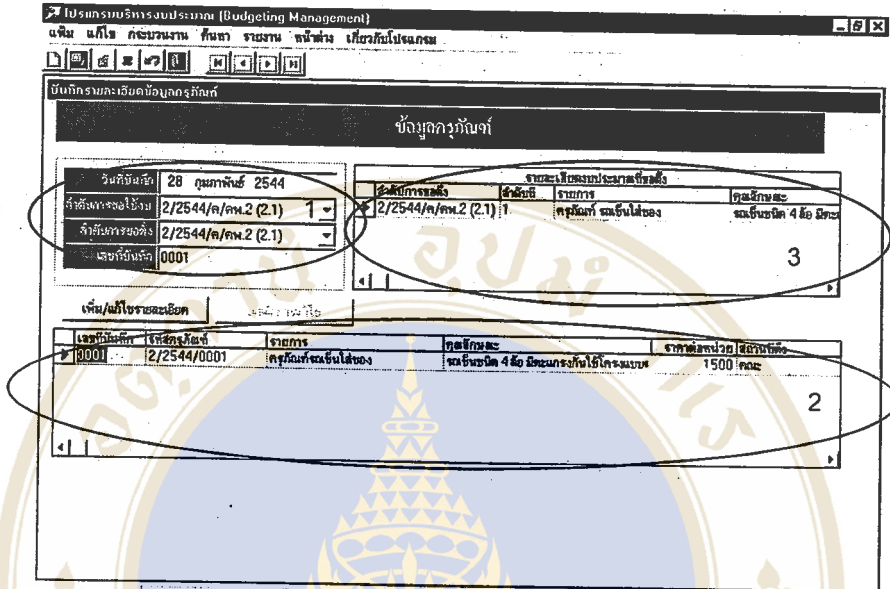 โปรแกรมบริหารงบประมาณ (Budgeting Management)
แฟ้ม แก้ไข กระบวนงาน ค้นหา รายงาน หน้าต่าง เกี่ยวกับโปรแกรม
บันทึกรายละเอียดข้อมูลครุภัณฑ์
ข้อมูลครุภัณฑ์
วันที่บันทึก 28 กุมภาพันธ์ 2544
ลำดับการขอใช้งบ 2/2544/ค/คพ.2 (2.1) 1
ลำดับการขอตั้ง 2/2544/ค/คพ.2 (2.1)
เลขที่บันทึก 0001
รายละเอียดงบประมาณที่ขอตั้ง
ลำดับการขอตั้ง ลำดับที่ รายการ คุณลักษณะ
2/2544/ค/คพ.2 (2.1) 1 ครุภัณฑ์ รถเข็นใส่ของ รถเข็นชนิด 4 ล้อ มีตะแ
3
เพิ่ม/แก้ไขรายละเอียด
เลขที่บันทึก รหัสครุภัณฑ์ รายการ คุณลักษณะ ราคาต่อหน่วย สถานที่ตั้ง
0001 2/2544/0001 ครุภัณฑ์รถเข็นใส่ของ รถเข็นชนิด 4 ล้อ มีตะแกรงกันใช้โครงแบบ 1500 คณะ
2